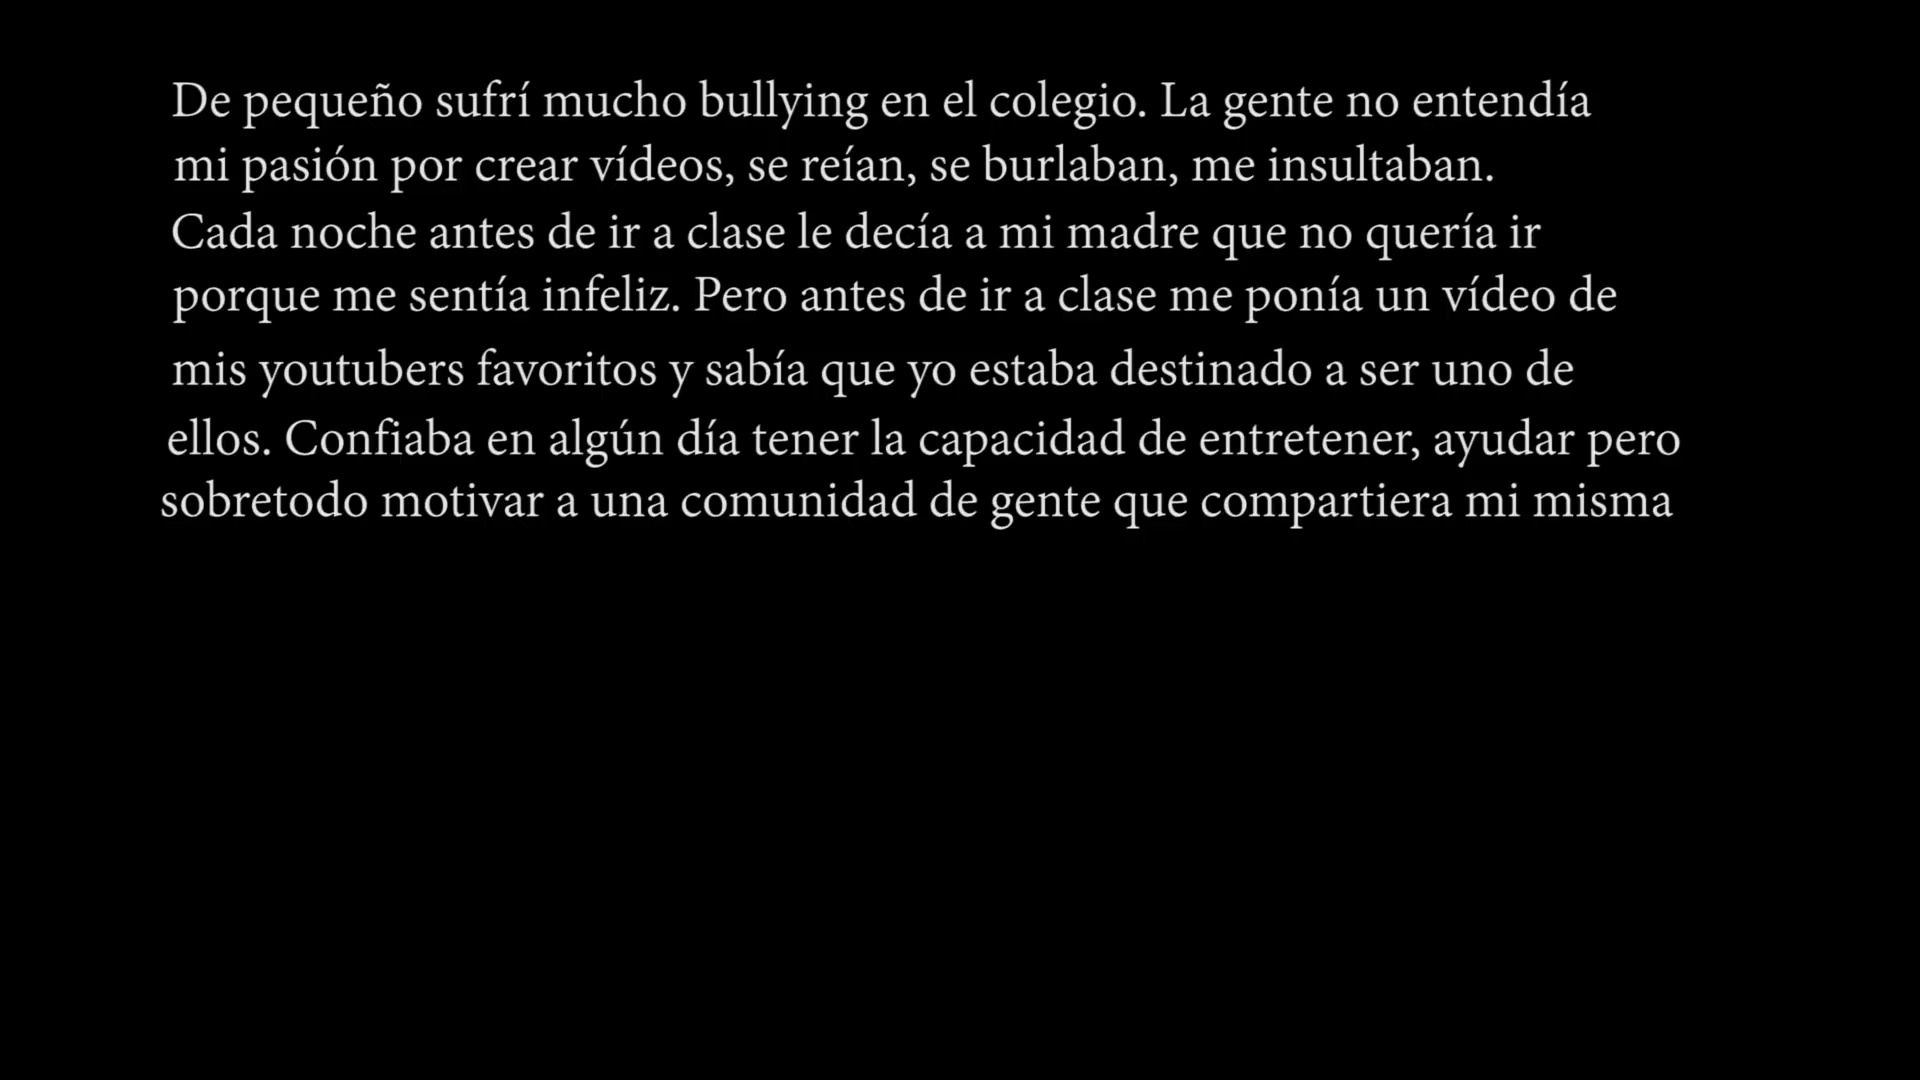 De pequeño sufrí mucho bullying en el colegio. La gente no entendía
mi pasión por crear vídeos, se reían, se burlaban, me insultaban.
Cada noche antes de ir a clase le decía a mi madre que no quería ir
porque me sentía infeliz. Pero antes de ir a clase me ponía un vídeo de
mis youtubers favoritos y sabía que yo estaba destinado a ser uno de
ellos. Confiaba en algún día tener la capacidad de entretener, ayudar pero
sobretodo motivar a una comunidad de gente que compartiera mi misma